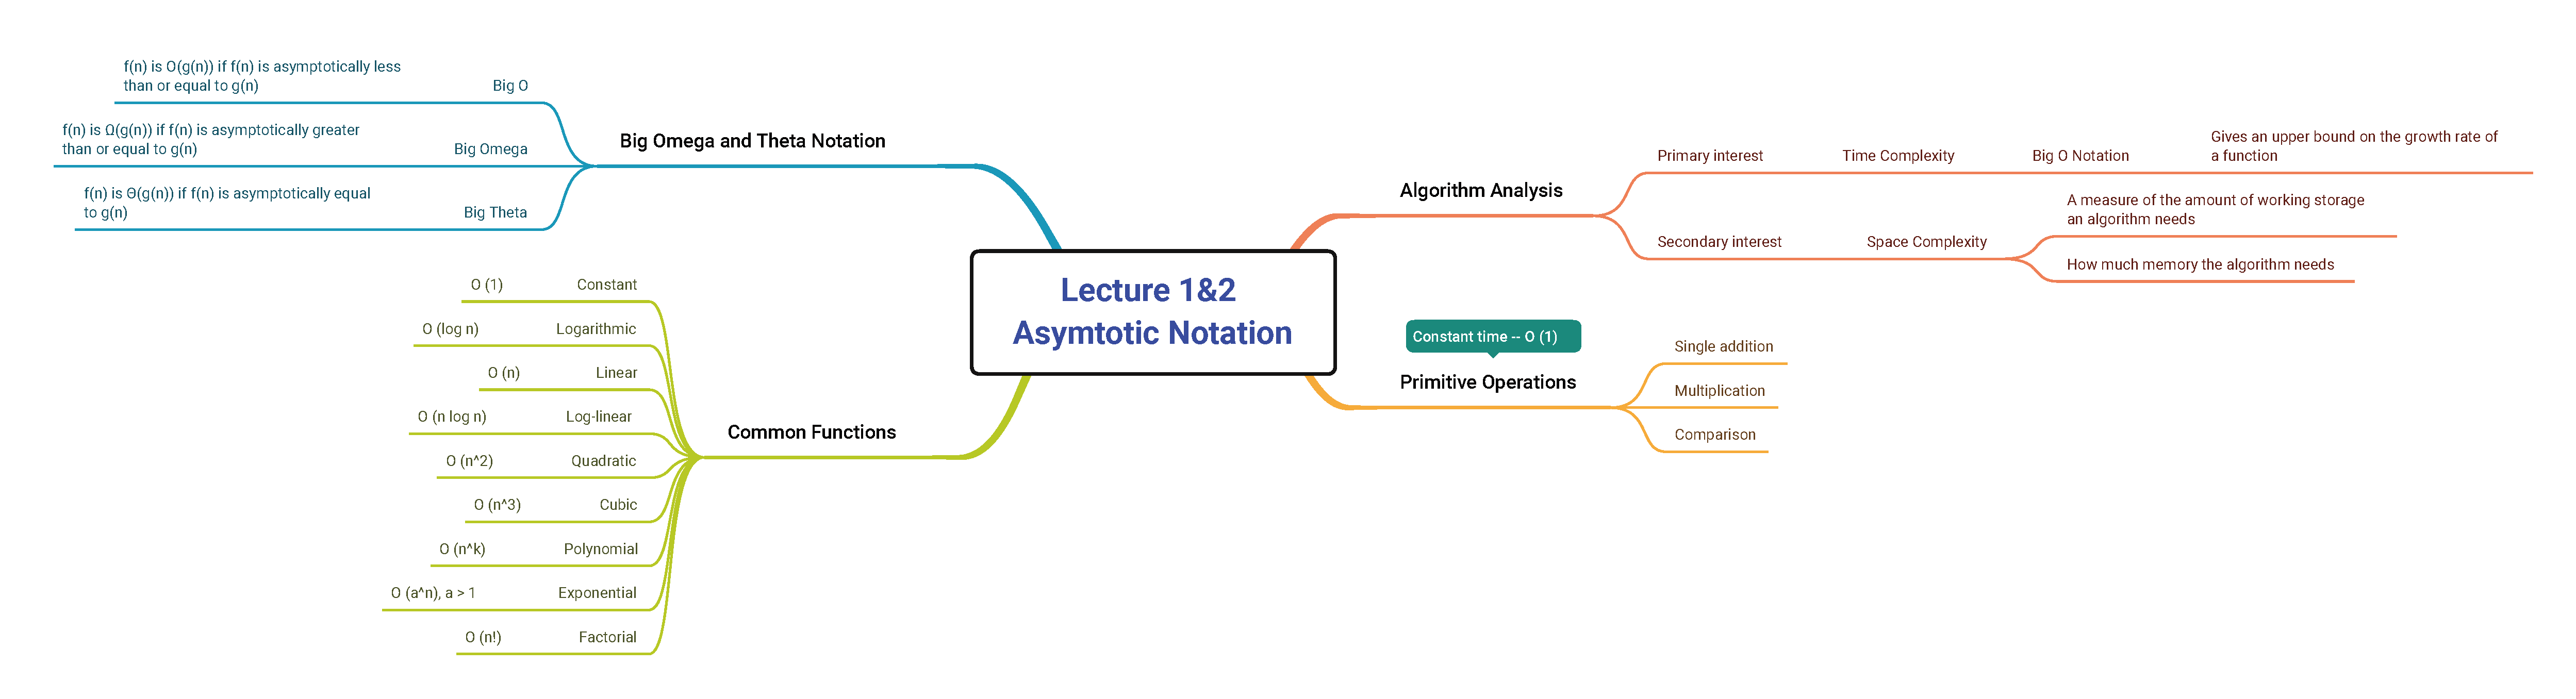 Lecture 1&2
Asymtotic Notation
Algorithm Analysis
Primary interest
Time Complexity
Big O Notation
Gives an upper bound on the growth rate of
a function
Secondary interest
Space Complexity
A measure of the amount of working storage
an algorithm needs
How much memory the algorithm needs
Constant time -- O (1)
Primitive Operations
Single addition
Multiplication
Comparison
Big Omega and Theta Notation
Big O
f(n) is O(g(n)) if f(n) is asymptotically less
than or equal to g(n)
Big Omega
f(n) is Ω(g(n)) if f(n) is asymptotically greater
than or equal to g(n)
Big Theta
f(n) is Θ(g(n)) if f(n) is asymptotically equal
to g(n)
Common Functions
Constant
O (1)
Logarithmic
O (log n)
Linear
O (n)
Log-linear
O (n log n)
Quadratic
O (n^2)
Cubic
O (n^3)
Polynomial
O (n^k)
Exponential
O (a^n), a > 1
Factorial
O (n!)